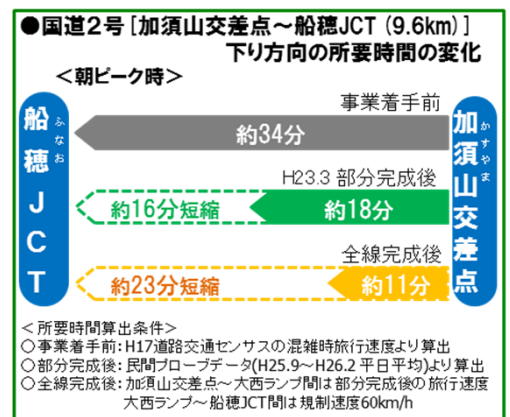 ●国道２号［加須山交差点～船穂JCT（9.6km）］
下り方向の所要時間の変化
＜朝ピーク時＞
船穂JCT
ふなお
加須山交差点
かすやま
事業着手前
約34分
H23.3 部分完成後
約16分短縮
約18分
全線完成後
約23分短縮
約11分
＜所要時間算出条件＞
○事業着手前：H17道路交通センサスの混雑時旅行速度より算出
○部分完成後：民間プローブデータ(H25.9～H26.2 平日平均)より算出
○全線完成後：加須山交差点～大西ランプ間は部分完成後の旅行速度
大西ランプ～船穂JCT間は規制速度60km/h